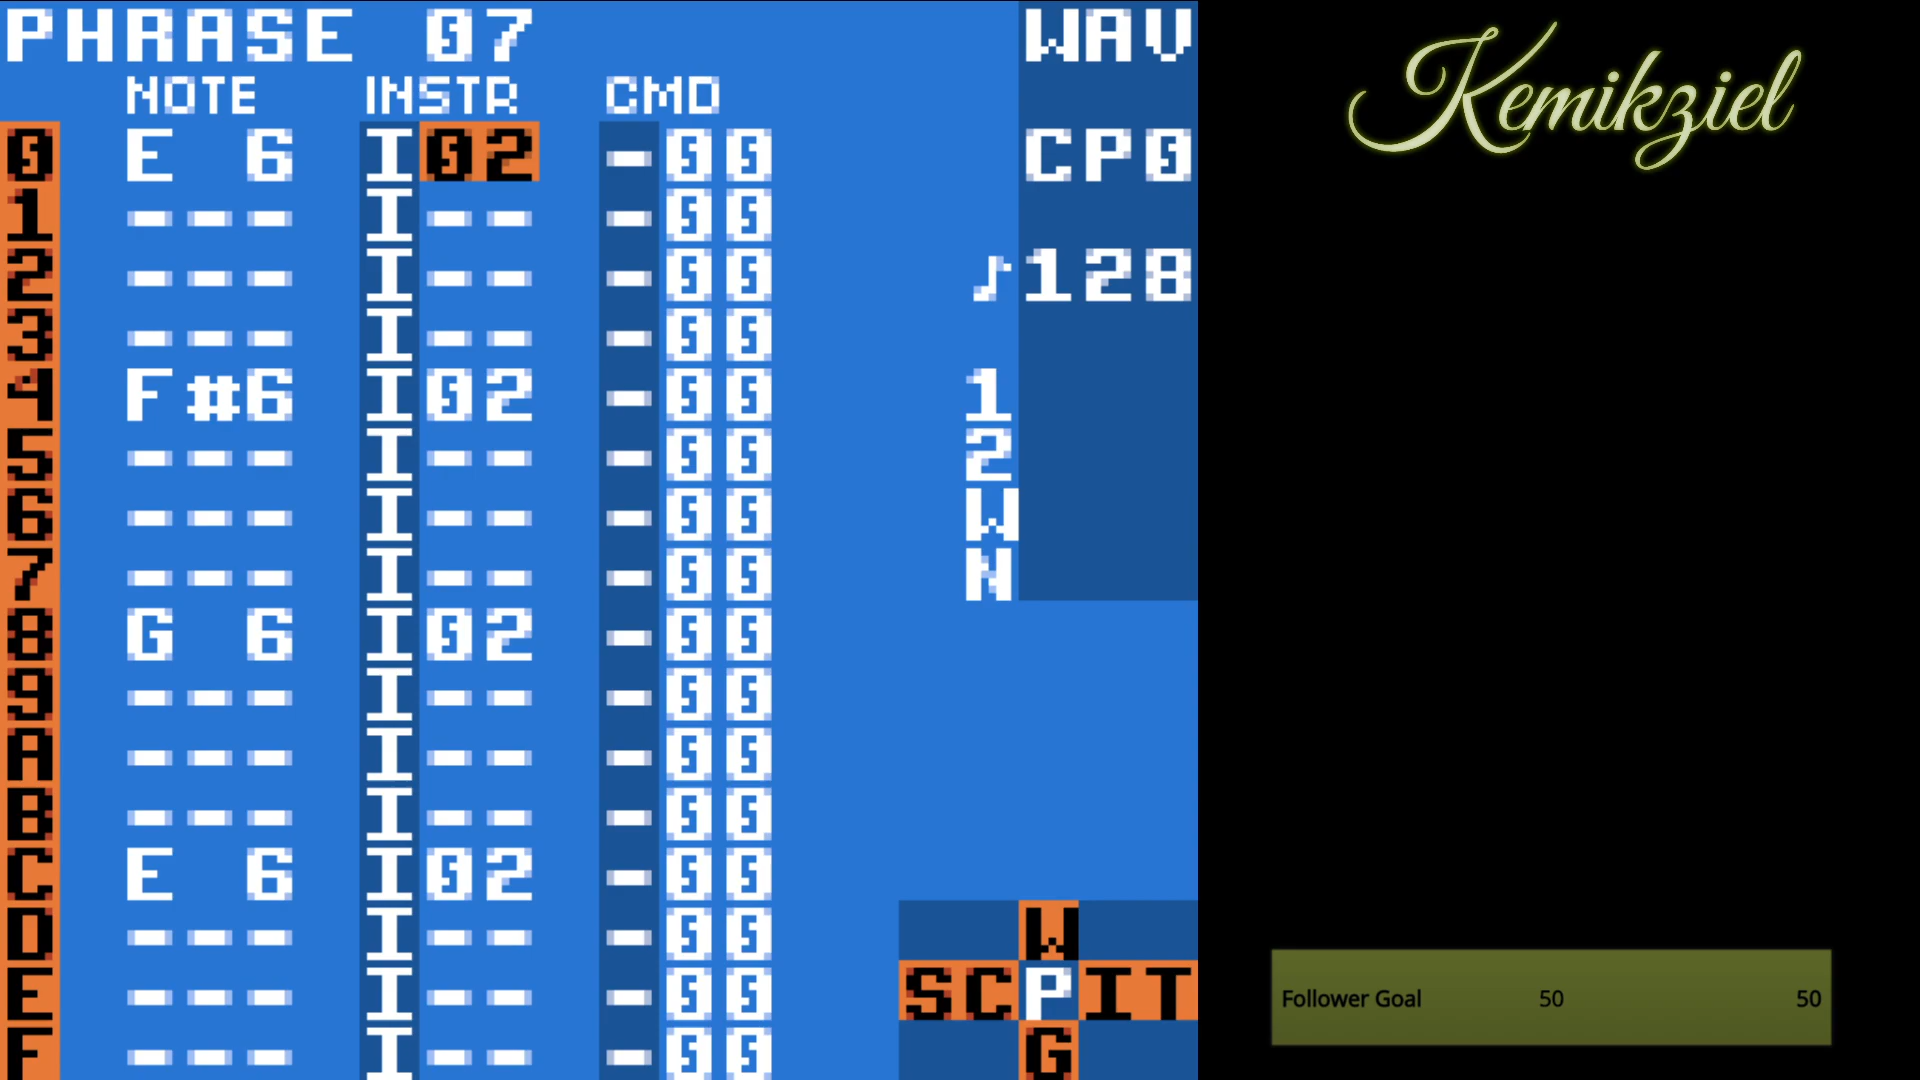 PHRASE 07 WAV
NOTE INSTR CMD
0 E 6 I02 -00 CP0
1 --- I-- -00
2 --- I-- -00 ♪128
3 --- I-- -00
4 F#6 I02 -00 1
5 --- I-- -00 2
6 --- I-- -00 W
7 --- I-- -00 N
8 G 6 I02 -00
9 --- I-- -00
A --- I-- -00
B --- I-- -00
C E 6 I02 -00
D --- I-- -00 W
E --- I-- -00 SCPIT
F --- I-- -00 G
Kemikziel
Follower Goal 50 50